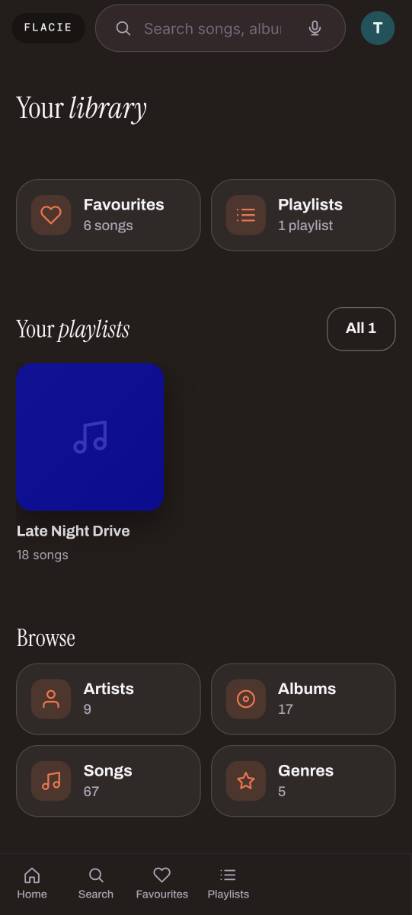 FLACIE
Search songs, albu
T
Your library
Favourites
6 songs
Playlists
1 playlist
Your playlists
All 1
Late Night Drive
18 songs
Browse
Artists
9
Albums
17
Songs
67
Genres
5
Home
Search
Favourites
Playlists